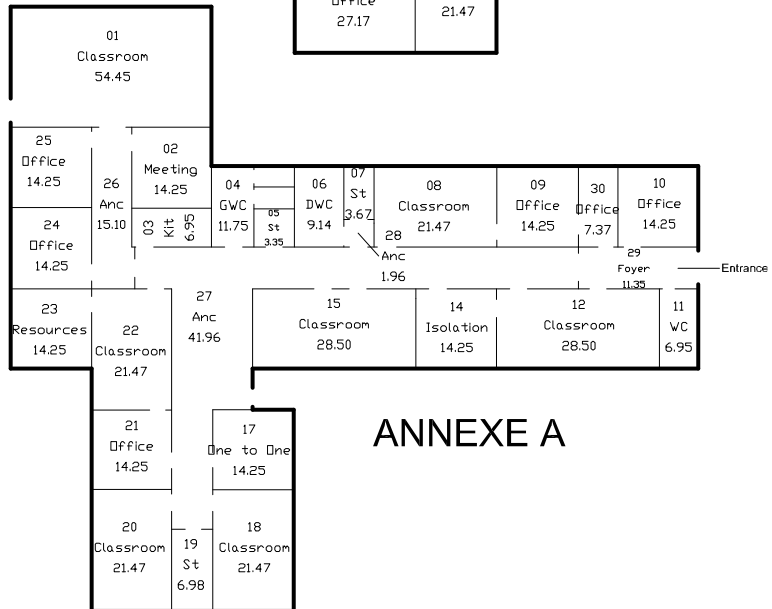 Office
27.17
21.47
01
Classroom
54.45
25
Office
14.25
26
Anc
15.10
02
Meeting
14.25
03
Kit
6.95
04
GWC
11.75
05
St
3.35
06
DWC
9.14
07
St
3.67
08
Classroom
21.47
09
Office
14.25
30
Office
7.37
10
Office
14.25
24
Office
14.25
28
Anc
1.96
29
Foyer
11.35
Entrance
23
Resources
14.25
22
Classroom
21.47
27
Anc
41.96
15
Classroom
28.50
14
Isolation
14.25
12
Classroom
28.50
11
WC
6.95
21
Office
14.25
17
One to One
14.25
ANNEXE A
20
Classroom
21.47
19
St
6.98
18
Classroom
21.47